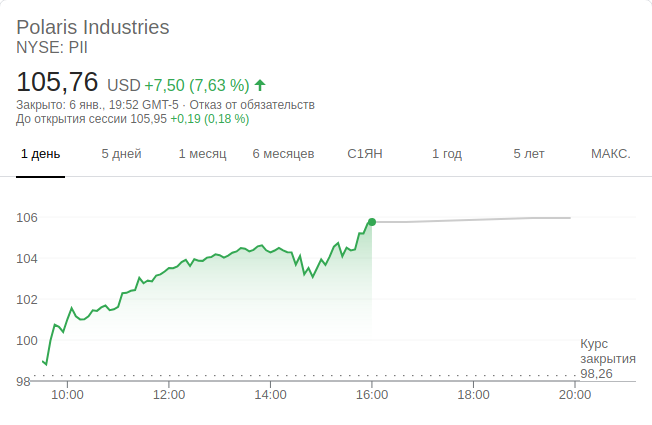 Polaris Industries
NYSE: PII
105,76 USD +7,50 (7,63 %)
Закрыто: 6 янв., 19:52 GMT-5 · Отказ от обязательств
До открытия сессии 105,95 +0,19 (0,18 %)
1 день 5 дней 1 месяц 6 месяцев С1ЯН 1 год 5 лет МАКС.
106
104
102
100
98
Курс
закрытия
98,26
10:00 12:00 14:00 16:00 18:00 20:00